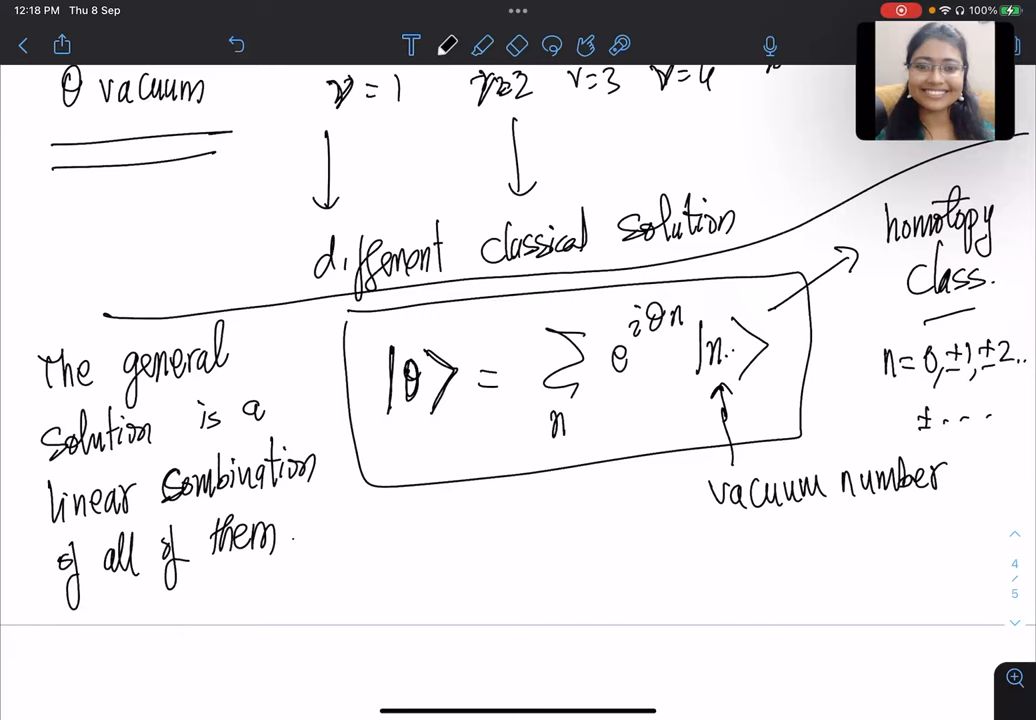 12:18 PM Thu 8 Sep
100%
θ vacuum
ν = 1 ν=2 ν=3 ν=4
different classical solution
The general
solution is a
linear combination
of all of them.
|θ> = Σ e^{iθn} |n..>
n
vacuum number
homotopy
class.
n = 0, ±1, ±2..
± ....
4
/
5